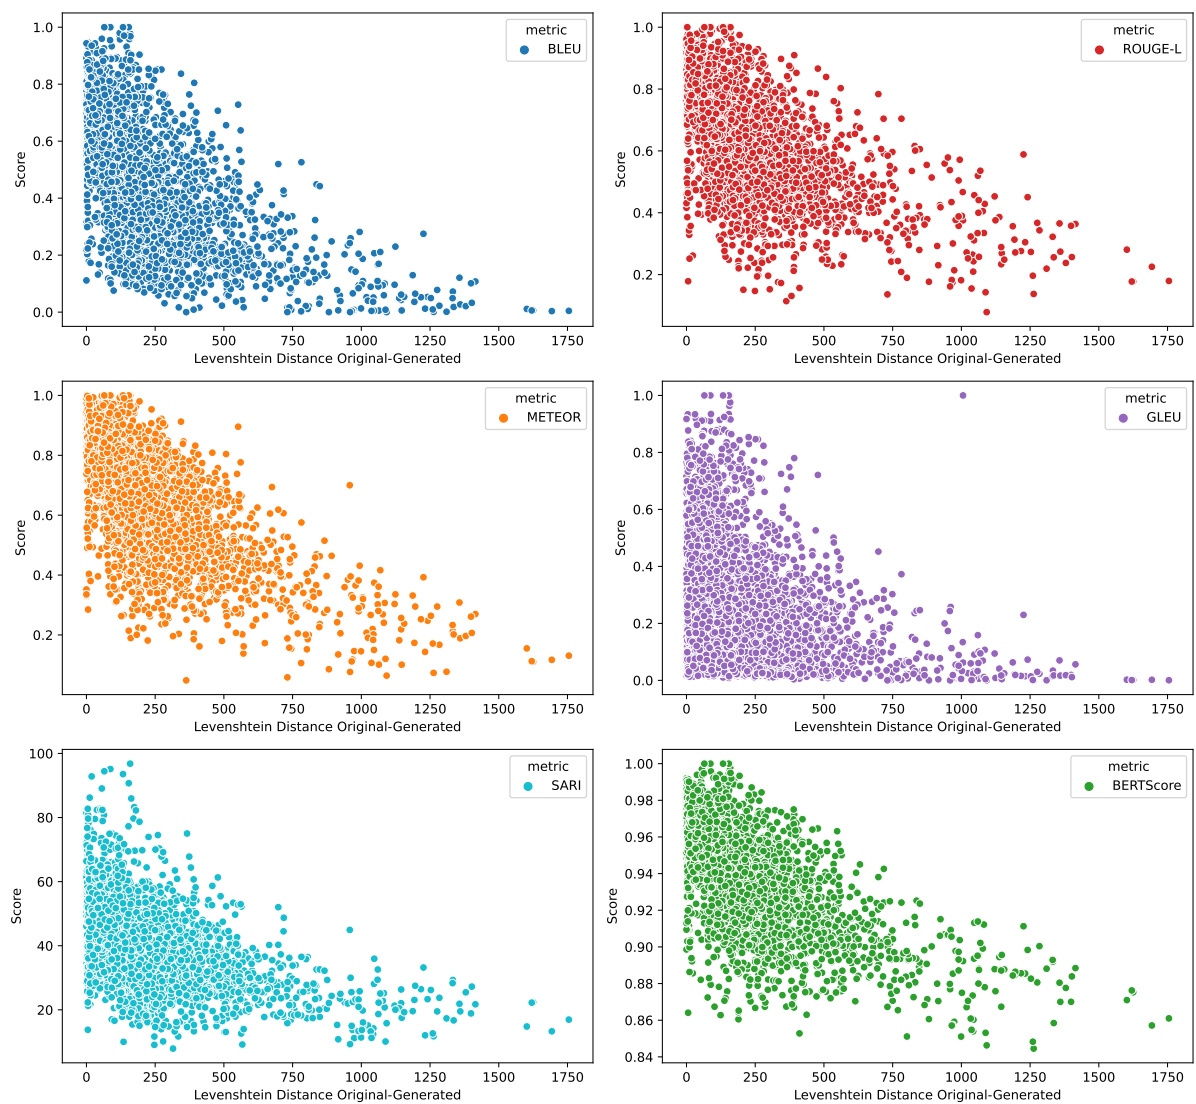 metric
BLEU
1.0
0.8
0.6
0.4
0.2
0.0
Score
0 250 500 750 1000 1250 1500 1750
Levenshtein Distance Original-Generated
metric
ROUGE-L
1.0
0.8
0.6
0.4
0.2
Score
0 250 500 750 1000 1250 1500 1750
Levenshtein Distance Original-Generated
metric
METEOR
1.0
0.8
0.6
0.4
0.2
Score
0 250 500 750 1000 1250 1500 1750
Levenshtein Distance Original-Generated
metric
GLEU
1.0
0.8
0.6
0.4
0.2
0.0
Score
0 250 500 750 1000 1250 1500 1750
Levenshtein Distance Original-Generated
metric
SARI
100
80
60
40
20
Score
0 250 500 750 1000 1250 1500 1750
Levenshtein Distance Original-Generated
metric
BERTScore
1.00
0.98
0.96
0.94
0.92
0.90
0.88
0.86
0.84
Score
0 250 500 750 1000 1250 1500 1750
Levenshtein Distance Original-Generated